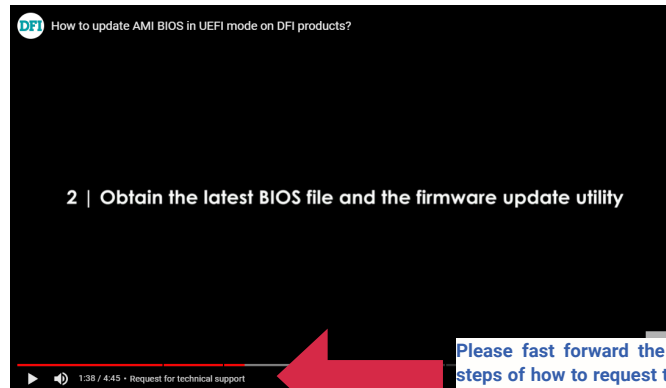 DFI How to update AMI BIOS in UEFI mode on DFI products?
2 | Obtain the latest BIOS file and the firmware update utility
Please fast forward the
1:38 / 4:45 • Request for technical support
steps of how to request